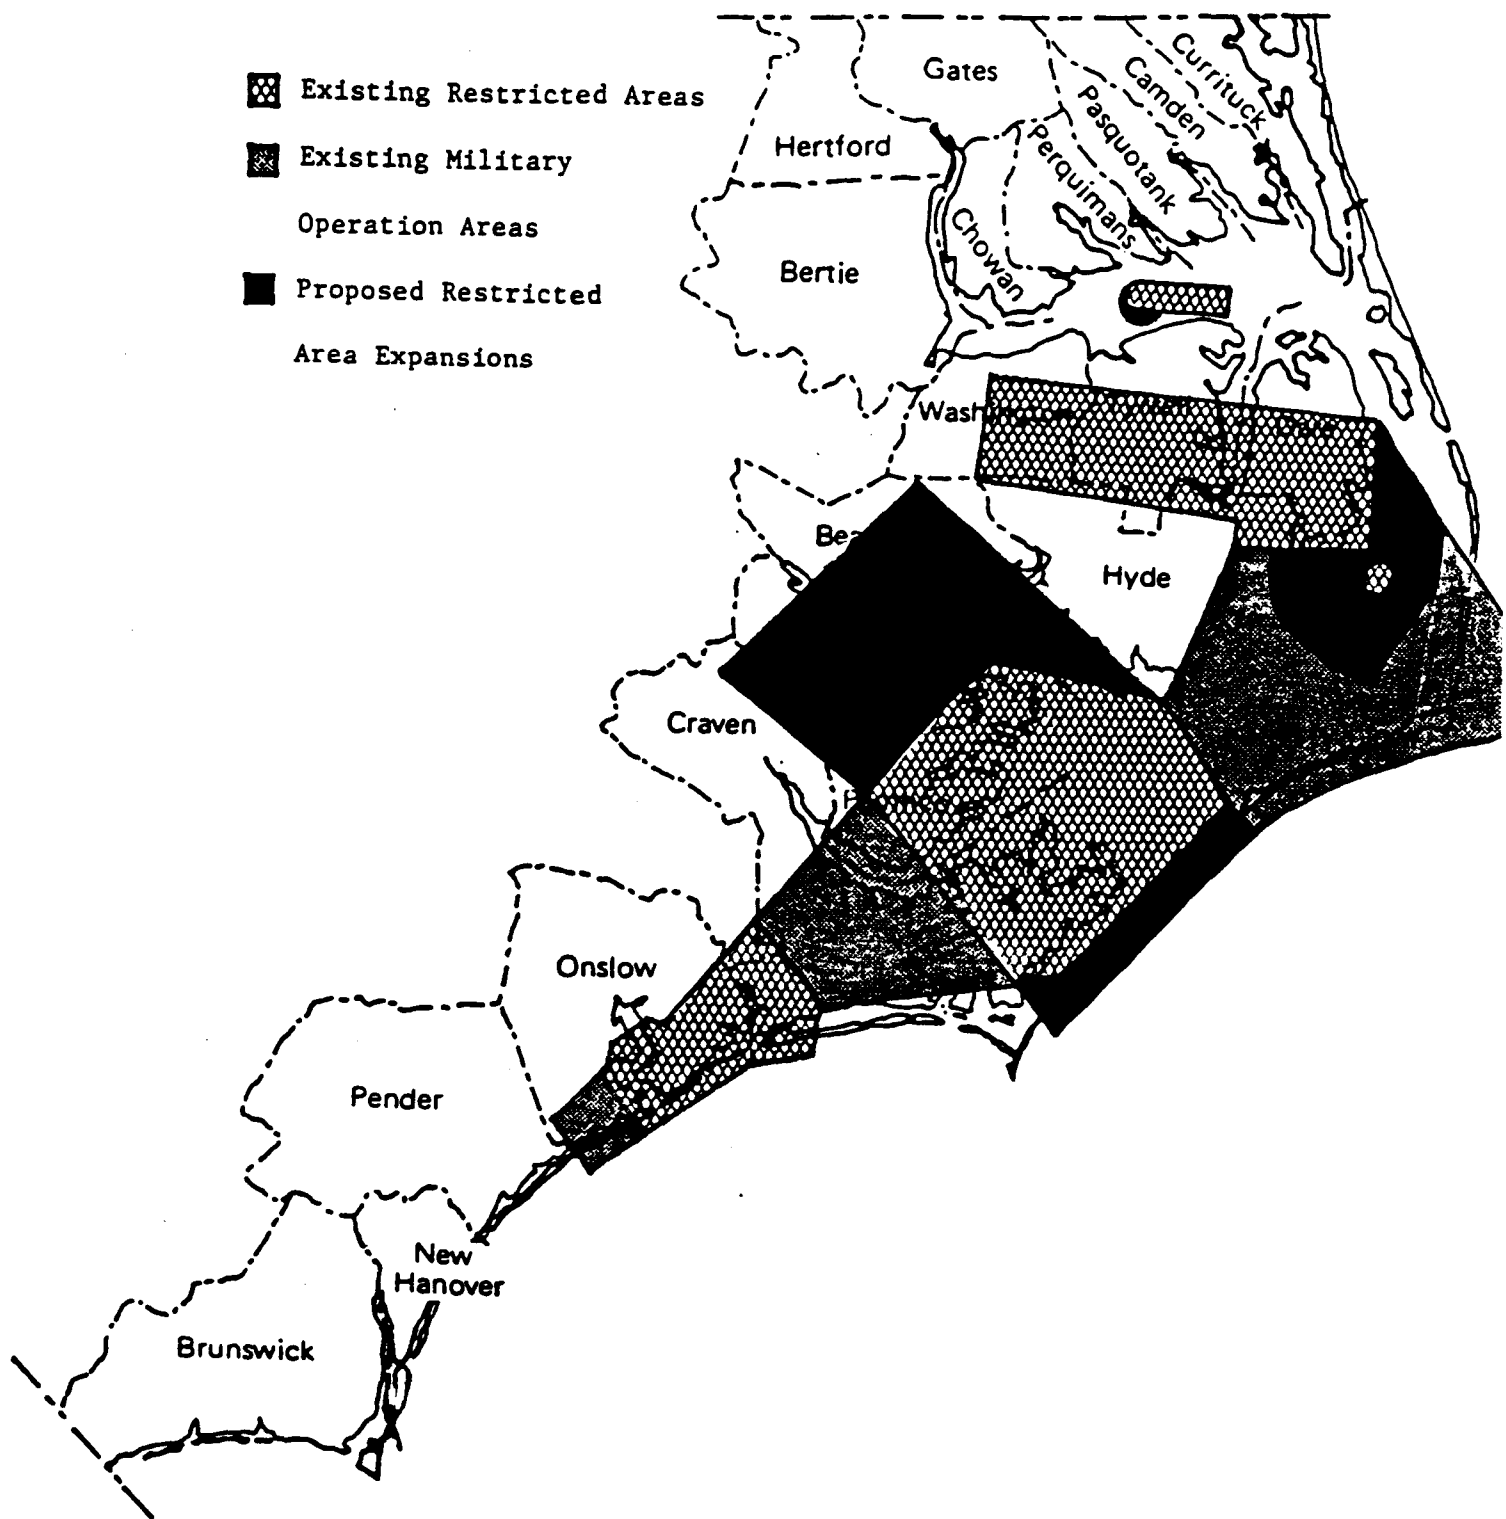 Existing Restricted Areas
Existing Military
Operation Areas
Proposed Restricted
Area Expansions
Gates
Currituck
Camden
Pasquotank
Perquimans
Hertford
Chowan
Bertie
Hyde
Craven
Onslow
Pender
New
Hanover
Brunswick